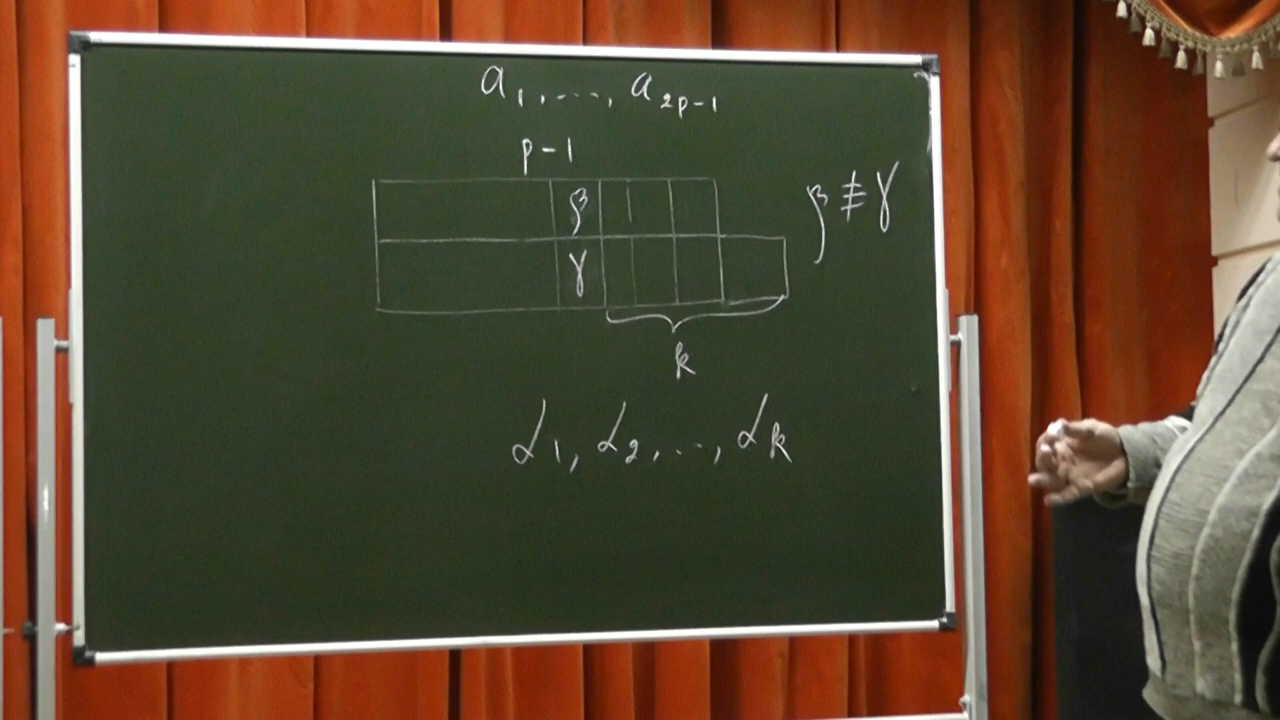 a₁, ..., a₂ₚ₋₁
p-1
β
β ≢ γ
γ
k
α₁, α₂, ..., αₖ